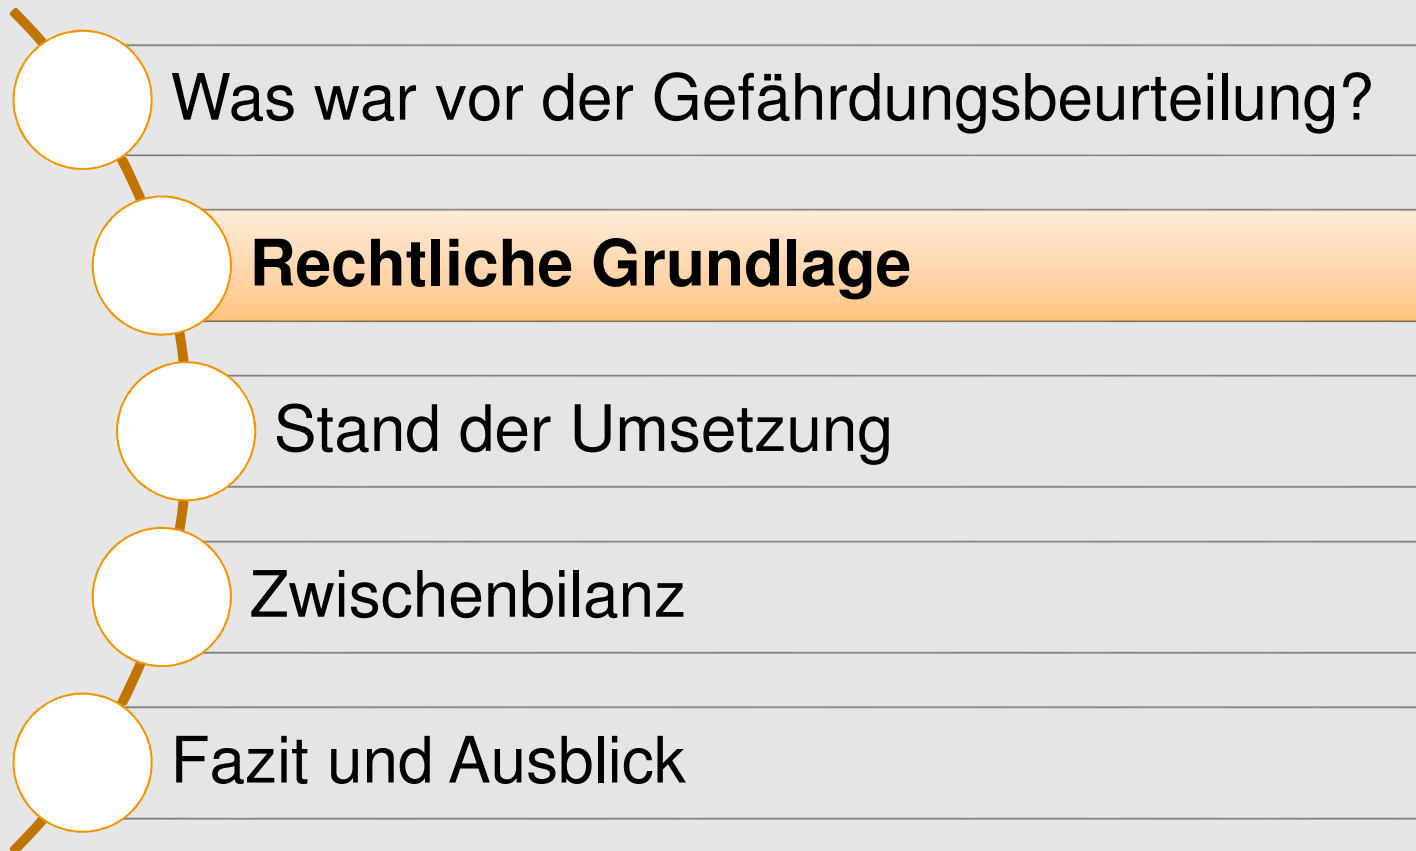 Was war vor der Gefährdungsbeurteilung?
Rechtliche Grundlage
Stand der Umsetzung
Zwischenbilanz
Fazit und Ausblick